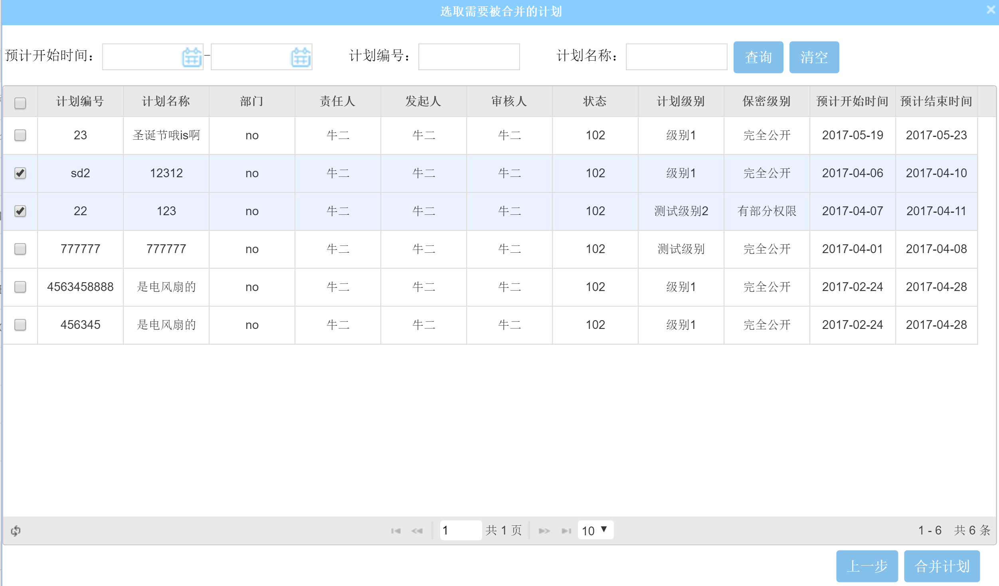 选取需要被合并的计划
预计开始时间： - 计划编号： 计划名称： 查询 清空
计划编号 计划名称 部门 责任人 发起人 审核人 状态 计划级别 保密级别 预计开始时间 预计结束时间
23 圣诞节哦is啊 no 牛二 牛二 牛二 102 级别1 完全公开 2017-05-19 2017-05-23
sd2 12312 no 牛二 牛二 牛二 102 级别1 完全公开 2017-04-06 2017-04-10
22 123 no 牛二 牛二 牛二 102 测试级别2 有部分权限 2017-04-07 2017-04-11
777777 777777 no 牛二 牛二 牛二 102 测试级别 完全公开 2017-04-01 2017-04-08
4563458888 是电风扇的 no 牛二 牛二 牛二 102 级别1 完全公开 2017-02-24 2017-04-28
456345 是电风扇的 no 牛二 牛二 牛二 102 级别1 完全公开 2017-02-24 2017-04-28
1 共 1 页 10 1 - 6 共 6 条
上一步 合并计划